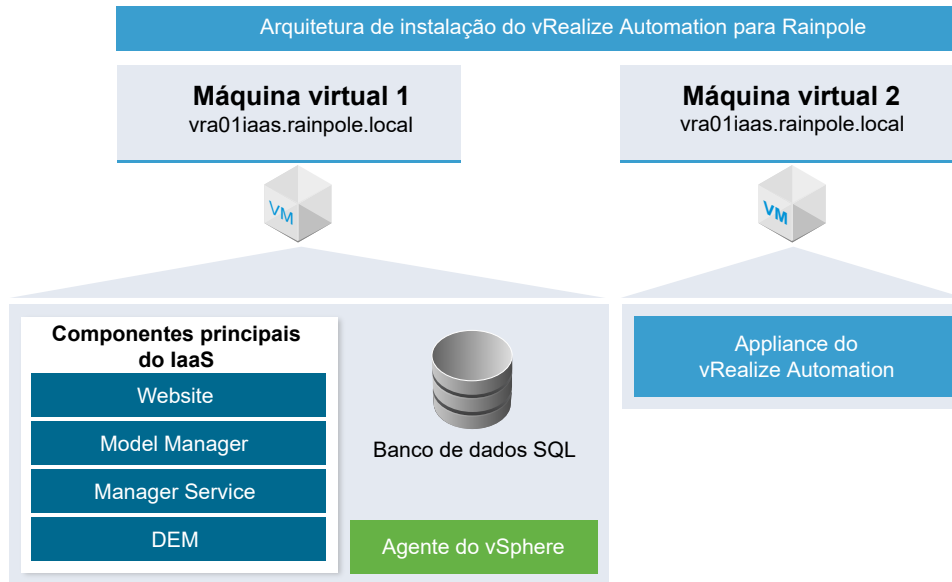 Arquitetura de instalação do vRealize Automation para Rainpole
Máquina virtual 1
vra01iaas.rainpole.local
Máquina virtual 2
vra01iaas.rainpole.local
VM
VM
Componentes principais
do IaaS
Website
Model Manager
Manager Service
DEM
Banco de dados SQL
Agente do vSphere
Appliance do
vRealize Automation